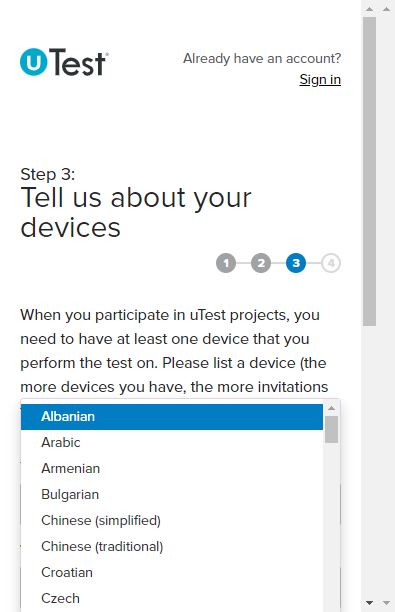 uTest
Already have an account?
Sign in
Step 3:
Tell us about your
devices
1 2 3 4
When you participate in uTest projects, you
need to have at least one device that you
perform the test on. Please list a device (the
more devices you have, the more invitations
Albanian
Arabic
Armenian
Bulgarian
Chinese (simplified)
Chinese (traditional)
Croatian
Czech